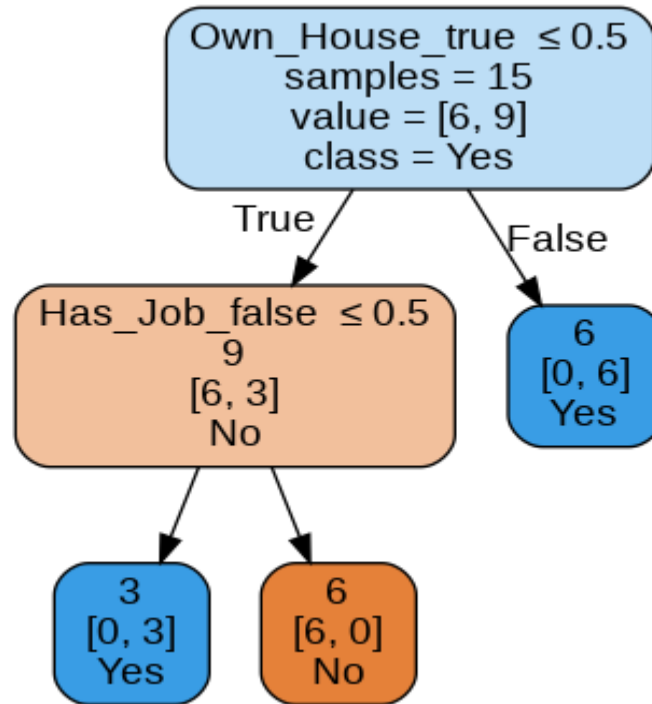 Own_House_true ≤ 0.5
samples = 15
value = [6, 9]
class = Yes
True
False
Has_Job_false ≤ 0.5
9
[6, 3]
No
6
[0, 6]
Yes
3
[0, 3]
Yes
6
[6, 0]
No